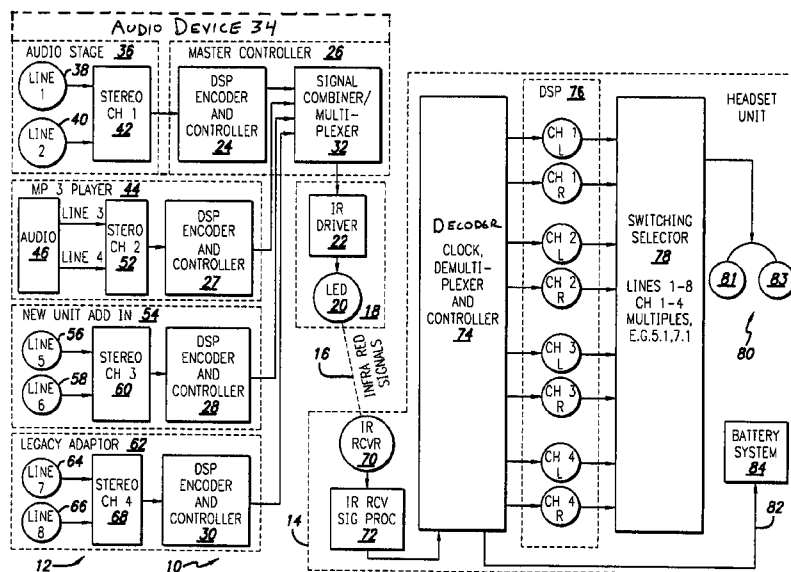 AUDIO DEVICE 34
AUDIO STAGE 36
MASTER CONTROLLER 26
LINE 1
38
LINE 2
40
STEREO CH 1 42
DSP ENCODER AND CONTROLLER 24
SIGNAL COMBINER/ MULTI- PLEXER 32
MP 3 PLAYER 44
AUDIO 46
LINE 3
LINE 4
STERO CH 2 52
DSP ENCODER AND CONTROLLER 27
IR DRIVER 22
LED 20
18
NEW UNIT ADD IN 54
LINE 5
56
LINE 6
58
STEREO CH 3 60
DSP ENCODER AND CONTROLLER 28
16
INFRA RED SIGNALS
LEGACY ADAPTOR 62
LINE 7
64
LINE 8
66
STEREO CH 4 68
DSP ENCODER AND CONTROLLER 30
12
10
IR RCVR 70
IR RCV SIG PROC 72
14
DECODER
CLOCK, DEMULTI- PLEXER AND CONTROLLER 74
DSP 76
CH 1 L
CH 1 R
CH 2 L
CH 2 R
CH 3 L
CH 3 R
CH 4 L
CH 4 R
SWITCHING SELECTOR 78
LINES 1-8 CH 1-4 MULTIPLES, E.G.5.1,7.1
HEADSET UNIT
81
83
80
BATTERY SYSTEM 84
82